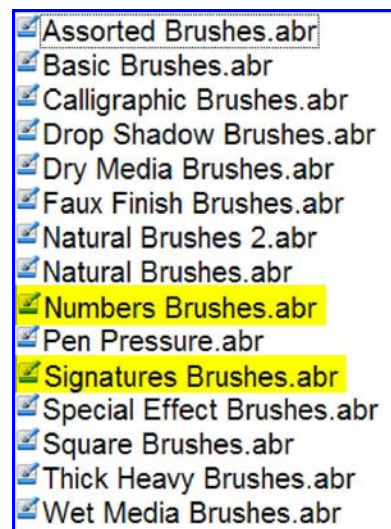 Assorted Brushes.abr
Basic Brushes.abr
Calligraphic Brushes.abr
Drop Shadow Brushes.abr
Dry Media Brushes.abr
Faux Finish Brushes.abr
Natural Brushes 2.abr
Natural Brushes.abr
Numbers Brushes.abr
Pen Pressure.abr
Signatures Brushes.abr
Special Effect Brushes.abr
Square Brushes.abr
Thick Heavy Brushes.abr
Wet Media Brushes.abr